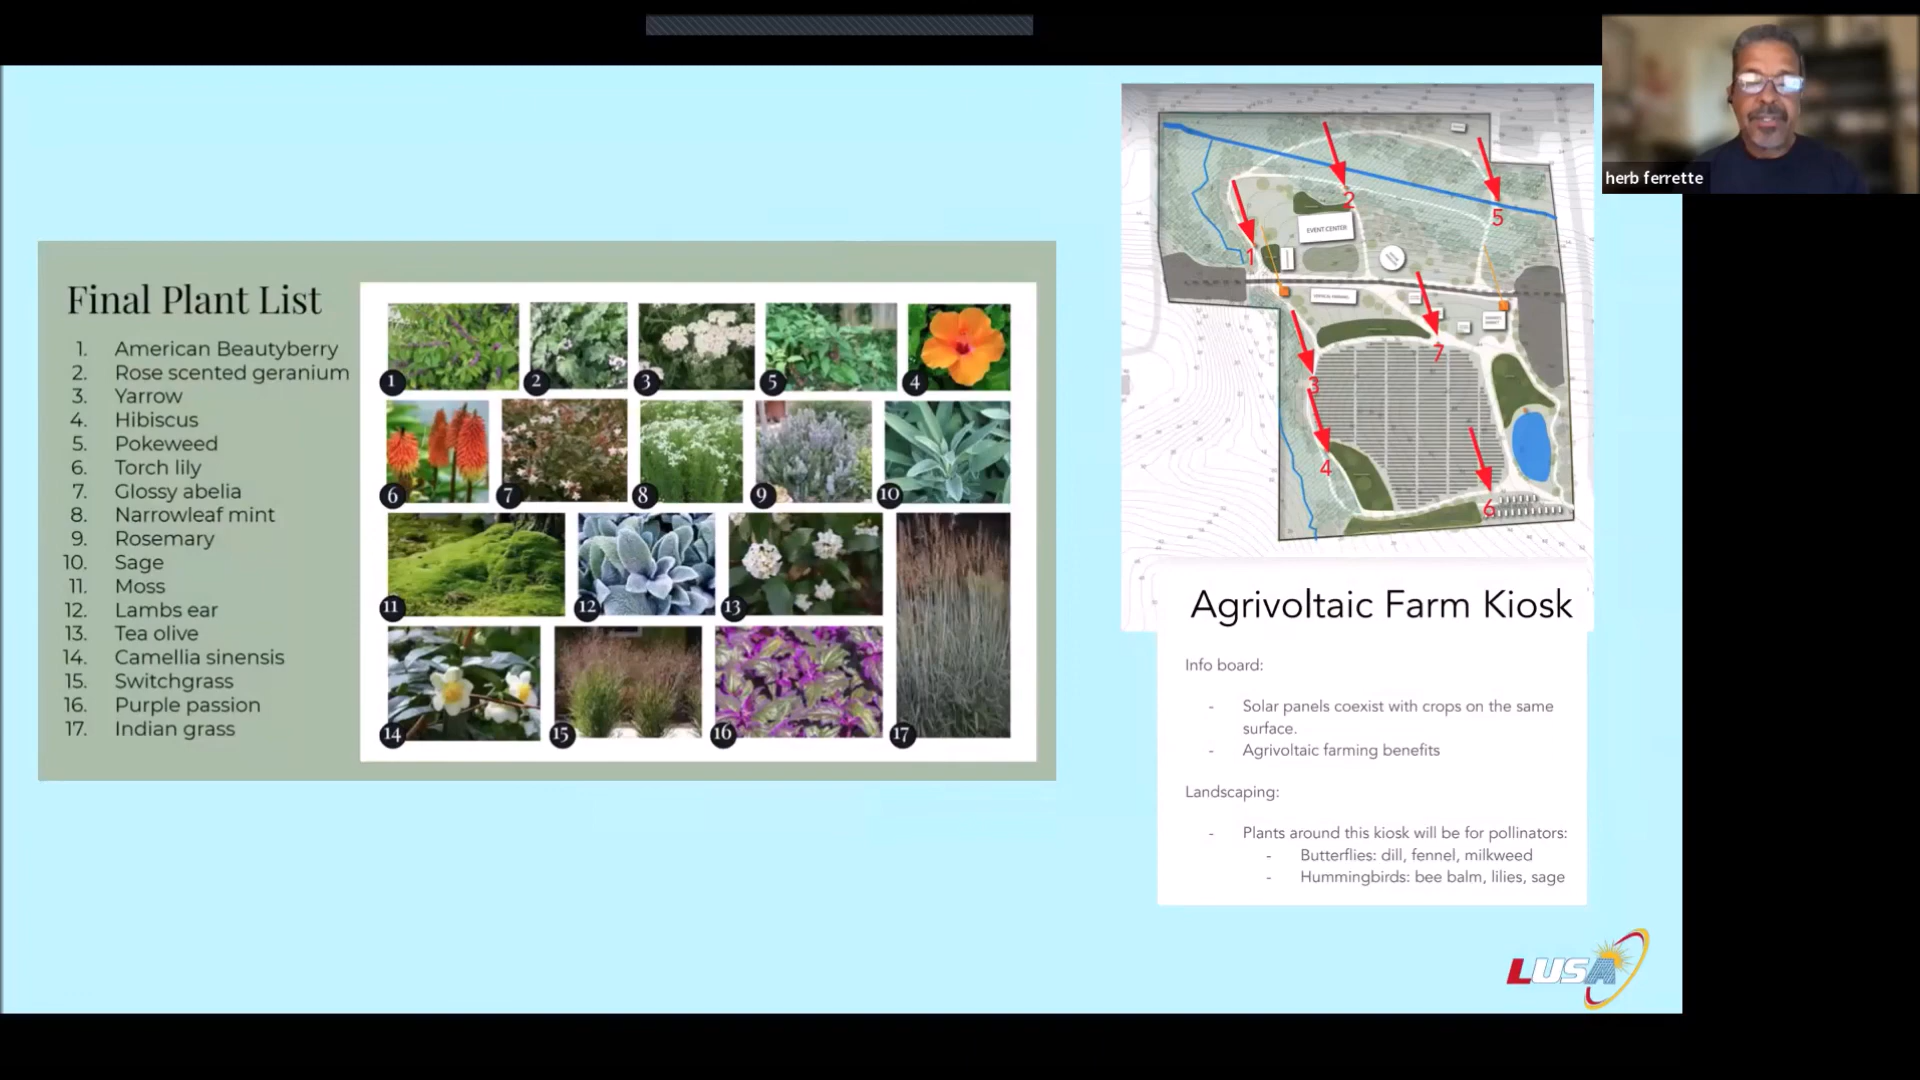 Final Plant List
1. American Beautyberry
2. Rose scented geranium
3. Yarrow
4. Hibiscus
5. Pokeweed
6. Torch lily
7. Glossy abelia
8. Narrowleaf mint
9. Rosemary
10. Sage
11. Moss
12. Lambs ear
13. Tea olive
14. Camellia sinensis
15. Switchgrass
16. Purple passion
17. Indian grass
1 2 3 5 4
6 7 8 9 10
11 12 13
14 15 16 17
2
5
1
EVENT CENTER
7
3
4
6
Agrivoltaic Farm Kiosk
Info board:
- Solar panels coexist with crops on the same
surface.
- Agrivoltaic farming benefits
Landscaping:
- Plants around this kiosk will be for pollinators:
- Butterflies: dill, fennel, milkweed
- Hummingbirds: bee balm, lilies, sage
LUSA
herb ferrette